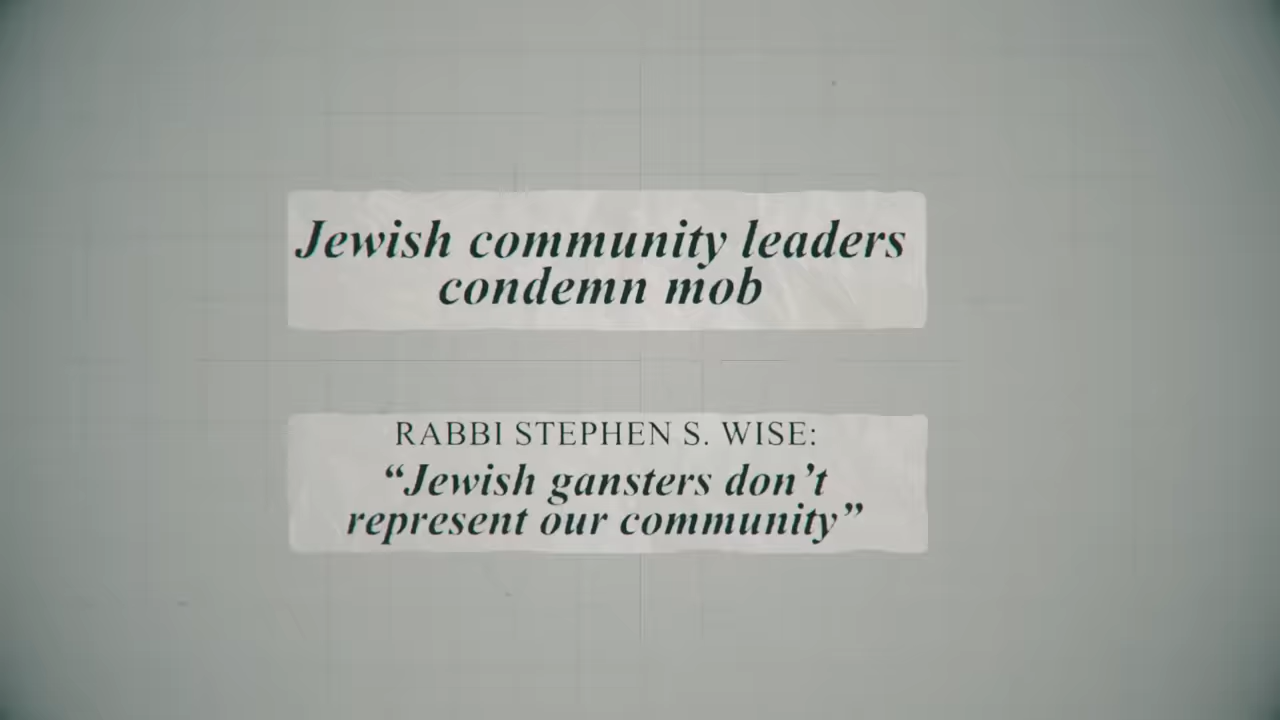 Jewish community leaders
condemn mob
RABBI STEPHEN S. WISE:
“Jewish gansters don’t
represent our community”